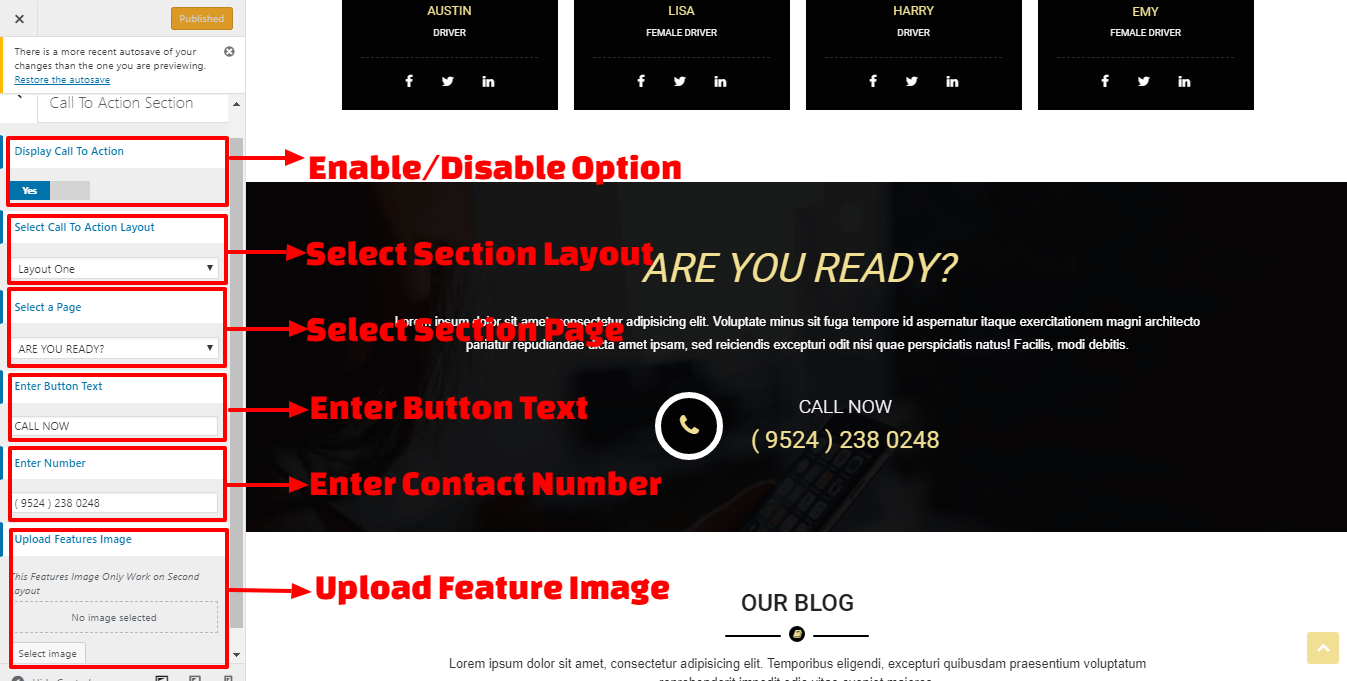 Published
There is a more recent autosave of your
changes than the one you are previewing.
Restore the autosave
Call To Action Section
Display Call To Action
Yes
Select Call To Action Layout
Layout One
Select a Page
ARE YOU READY?
Enter Button Text
CALL NOW
Enter Number
( 9524 ) 238 0248
Upload Features Image
This Features Image Only Work on Second
Layout
No image selected
Select image
AUSTIN
DRIVER
LISA
FEMALE DRIVER
HARRY
DRIVER
EMY
FEMALE DRIVER
Enable/Disable Option
Select Section Layout
ARE YOU READY?
Select Section Page
Lorem ipsum dolor sit amet, consectetur adipisicing elit. Voluptate minus sit fuga tempore id aspernatur itaque exercitationem magni architecto
pariatur repudiandae dicta amet ipsam, sed reiciendis excepturi odit nisi quae perspiciatis natus! Facilis, modi debitis.
Enter Button Text
CALL NOW
( 9524 ) 238 0248
Enter Contact Number
Upload Feature Image
OUR BLOG
Lorem ipsum dolor sit amet, consectetur adipisicing elit. Temporibus eligendi, excepturi quibusdam praesentium voluptatum